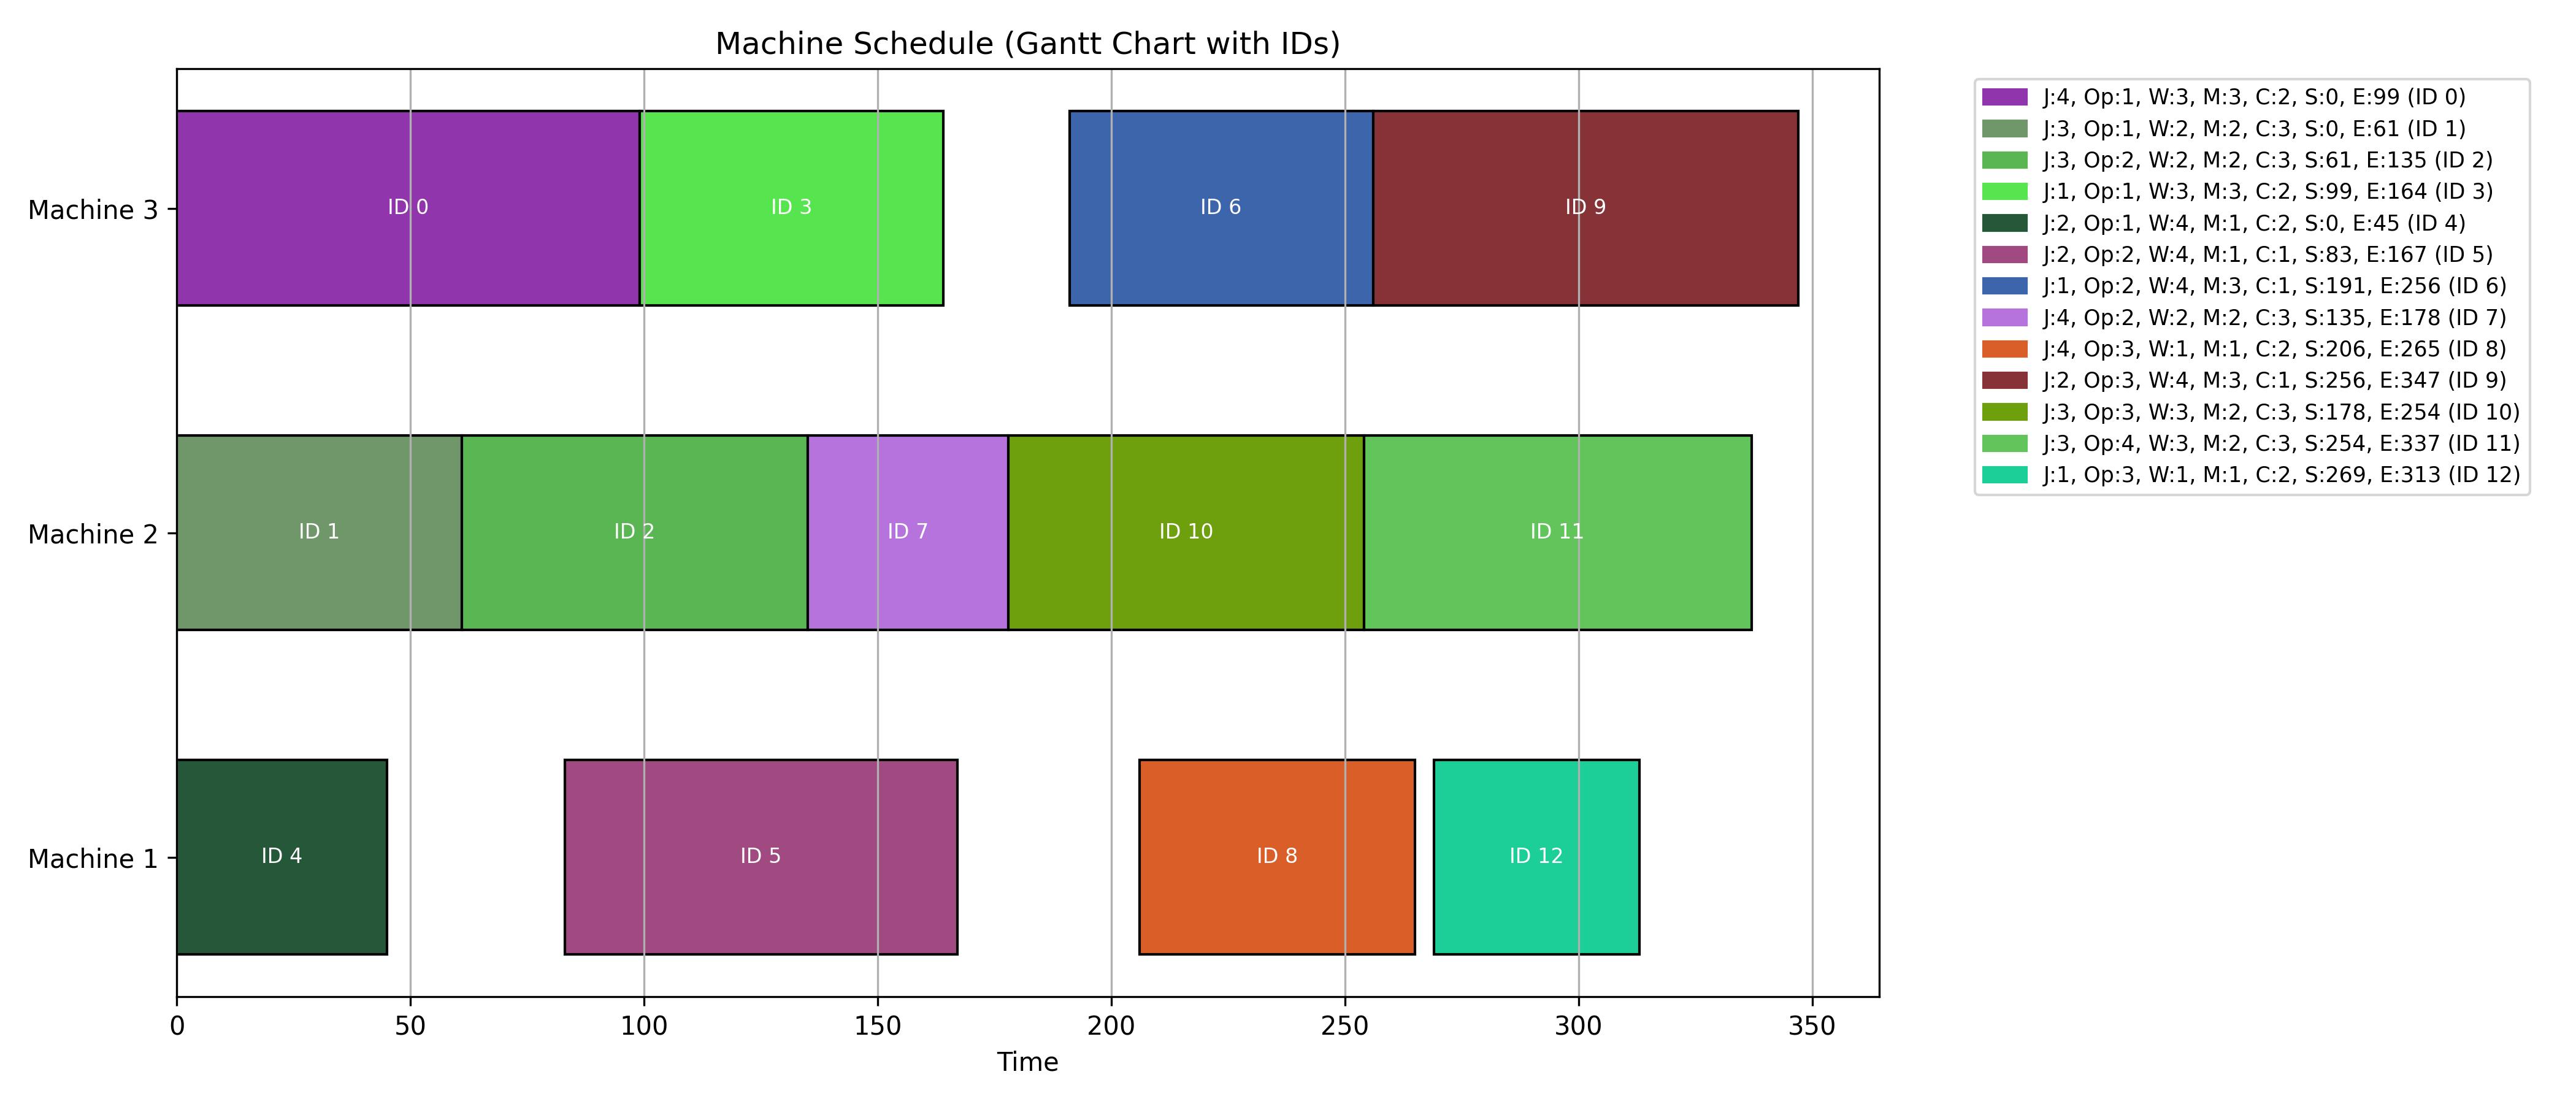 Machine Schedule (Gantt Chart with IDs)
Machine 3
ID 0
ID 3
ID 6
ID 9
Machine 2
ID 1
ID 2
ID 7
ID 10
ID 11
Machine 1
ID 4
ID 5
ID 8
ID 12
0 50 100 150 200 250 300 350
Time
J:4, Op:1, W:3, M:3, C:2, S:0, E:99 (ID 0)
J:3, Op:1, W:2, M:2, C:3, S:0, E:61 (ID 1)
J:3, Op:2, W:2, M:2, C:3, S:61, E:135 (ID 2)
J:1, Op:1, W:3, M:3, C:2, S:99, E:164 (ID 3)
J:2, Op:1, W:4, M:1, C:2, S:0, E:45 (ID 4)
J:2, Op:2, W:4, M:1, C:1, S:83, E:167 (ID 5)
J:1, Op:2, W:4, M:3, C:1, S:191, E:256 (ID 6)
J:4, Op:2, W:2, M:2, C:3, S:135, E:178 (ID 7)
J:4, Op:3, W:1, M:1, C:2, S:206, E:265 (ID 8)
J:2, Op:3, W:4, M:3, C:1, S:256, E:347 (ID 9)
J:3, Op:3, W:3, M:2, C:3, S:178, E:254 (ID 10)
J:3, Op:4, W:3, M:2, C:3, S:254, E:337 (ID 11)
J:1, Op:3, W:1, M:1, C:2, S:269, E:313 (ID 12)